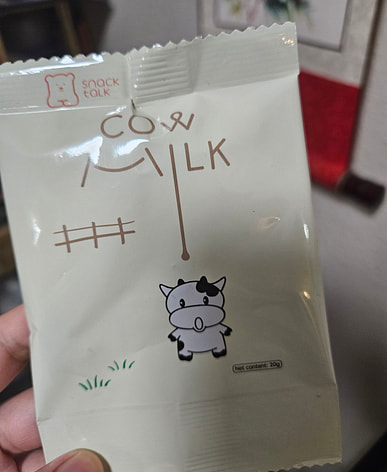 snack
talk
COW
MILK
Net content: 30g